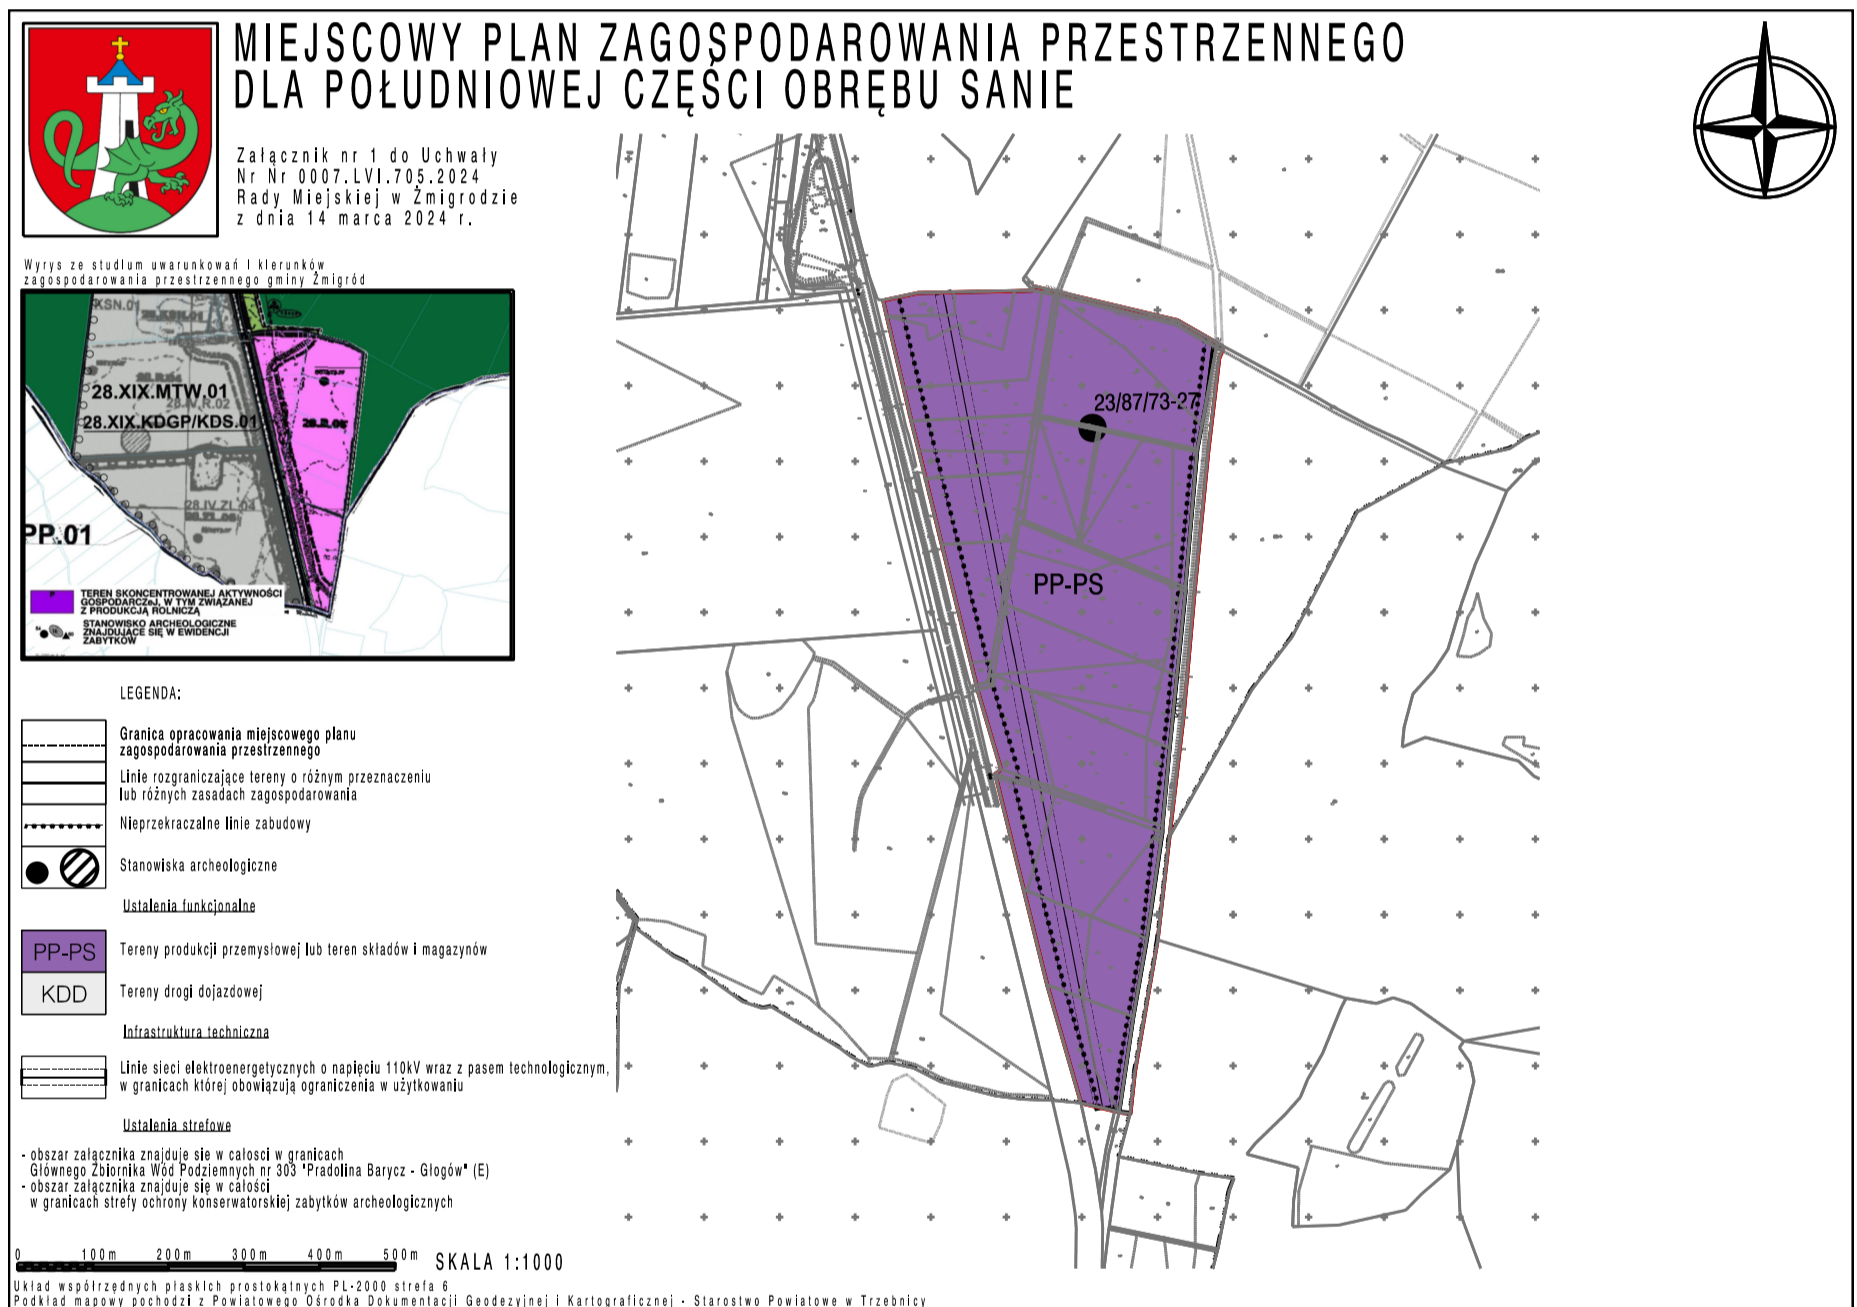 MIEJSCOWY PLAN ZAGOSPODAROWANIA PRZESTRZENNEGO
DLA POŁUDNIOWEJ CZĘŚCI OBRĘBU SANIE
Załącznik nr 1 do Uchwały
Nr Nr 0007.LVI.705.2024
Rady Miejskiej w Żmigrodzie
z dnia 14 marca 2024 r.
Wyrys ze studium uwarunkowań i kierunków
zagospodarowania przestrzennego gminy Żmigród
KSN.01
28.XIX.MTW.01
28.XIX.KDGP/KDS.01
28.IV.ZL.04
PP.01
TEREN SKONCENTROWANEJ AKTYWNOŚCI
GOSPODARCZeJ, W TYM ZWIĄZANEJ
Z PRODUKCJĄ ROLNICZĄ
STANOWISKO ARCHEOLOGICZNE
ZNAJDUJĄCE SIĘ W EWIDENCJI
ZABYTKÓW
23/87/73-27
PP-PS
LEGENDA:
Granica opracowania miejscowego planu
zagospodarowania przestrzennego
Linie rozgraniczające tereny o różnym przeznaczeniu
lub różnych zasadach zagospodarowania
Nieprzekraczalne linie zabudowy
Stanowiska archeologiczne
Ustalenia funkcjonalne
PP-PS Tereny produkcji przemysłowej lub teren składów i magazynów
KDD Tereny drogi dojazdowej
Infrastruktura techniczna
Linie sieci elektroenergetycznych o napięciu 110kV wraz z pasem technologicznym,
w granicach której obowiązują ograniczenia w użytkowaniu
Ustalenia strefowe
- obszar załącznika znajduje sie w całosci w granicach
Głównego Zbiornika Wód Podziemnych nr 303 "Pradolina Barycz - Głogów" (E)
- obszar załącznika znajduje się w całości
w granicach strefy ochrony konserwatorskiej zabytków archeologicznych
0 100m 200m 300m 400m 500m SKALA 1:1000
Układ współrzędnych płaskich prostokątnych PL-2000 strefa 6
Podkład mapowy pochodzi z Powiatowego Ośrodka Dokumentacji Geodezyjnej i Kartograficznej - Starostwo Powiatowe w Trzebnicy